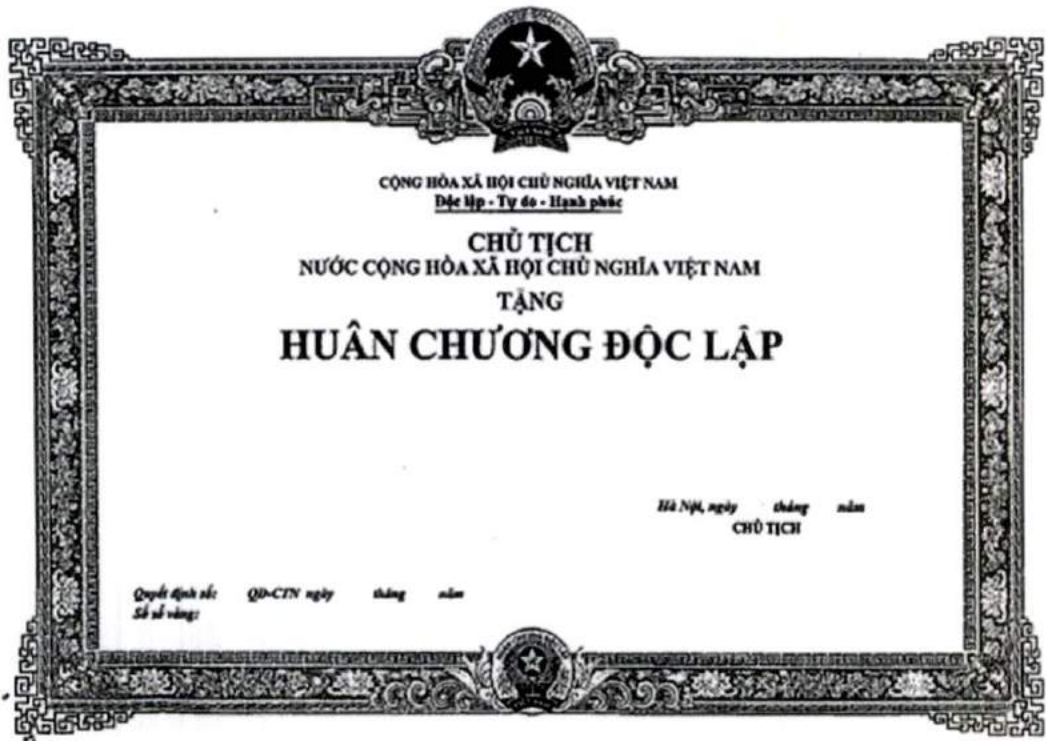 CỘNG HÒA XÃ HỘI CHỦ NGHĨA VIỆT NAM
Độc lập - Tự do - Hạnh phúc
CHỦ TỊCH
NƯỚC CỘNG HÒA XÃ HỘI CHỦ NGHĨA VIỆT NAM
TẶNG
HUÂN CHƯƠNG ĐỘC LẬP
Hà Nội, ngày tháng năm
CHỦ TỊCH
Quyết định số: QĐ-CTN ngày tháng năm
Số sổ vàng: